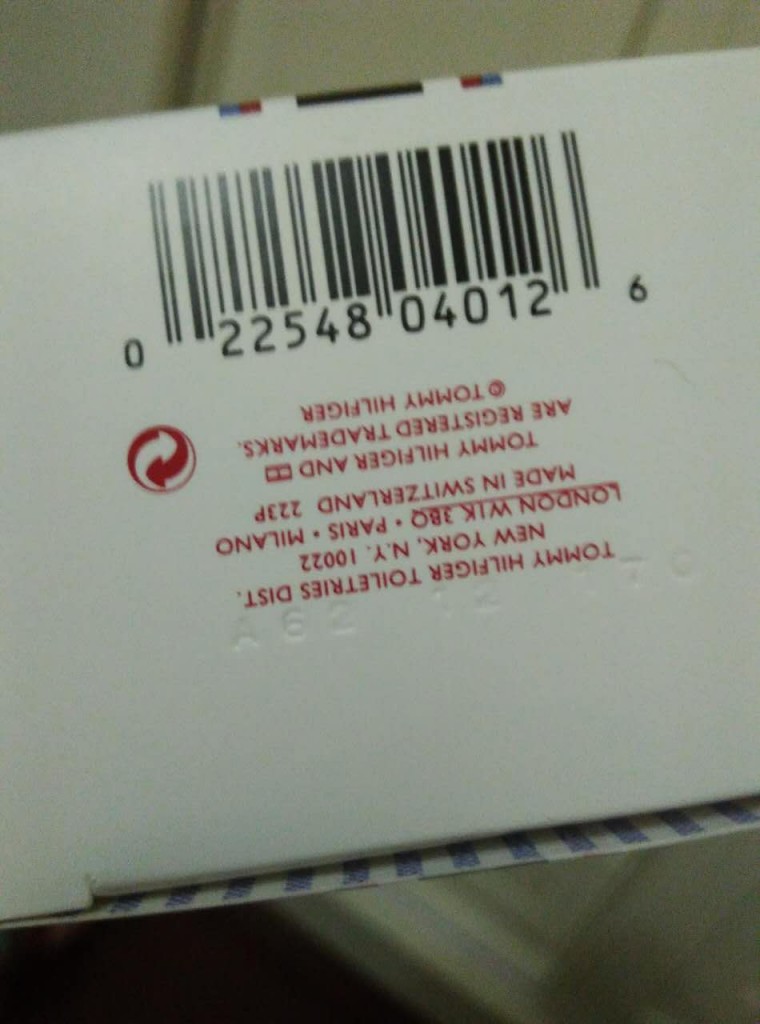 0 22548 04012 6
TOMMY HILFIGER TOILETRIES DIST.
NEW YORK, N.Y. 10022
LONDON W1K 3BQ • PARIS • MILANO
MADE IN SWITZERLAND 223P
TOMMY HILFIGER AND
ARE REGISTERED TRADEMARKS.
© TOMMY HILFIGER
A62